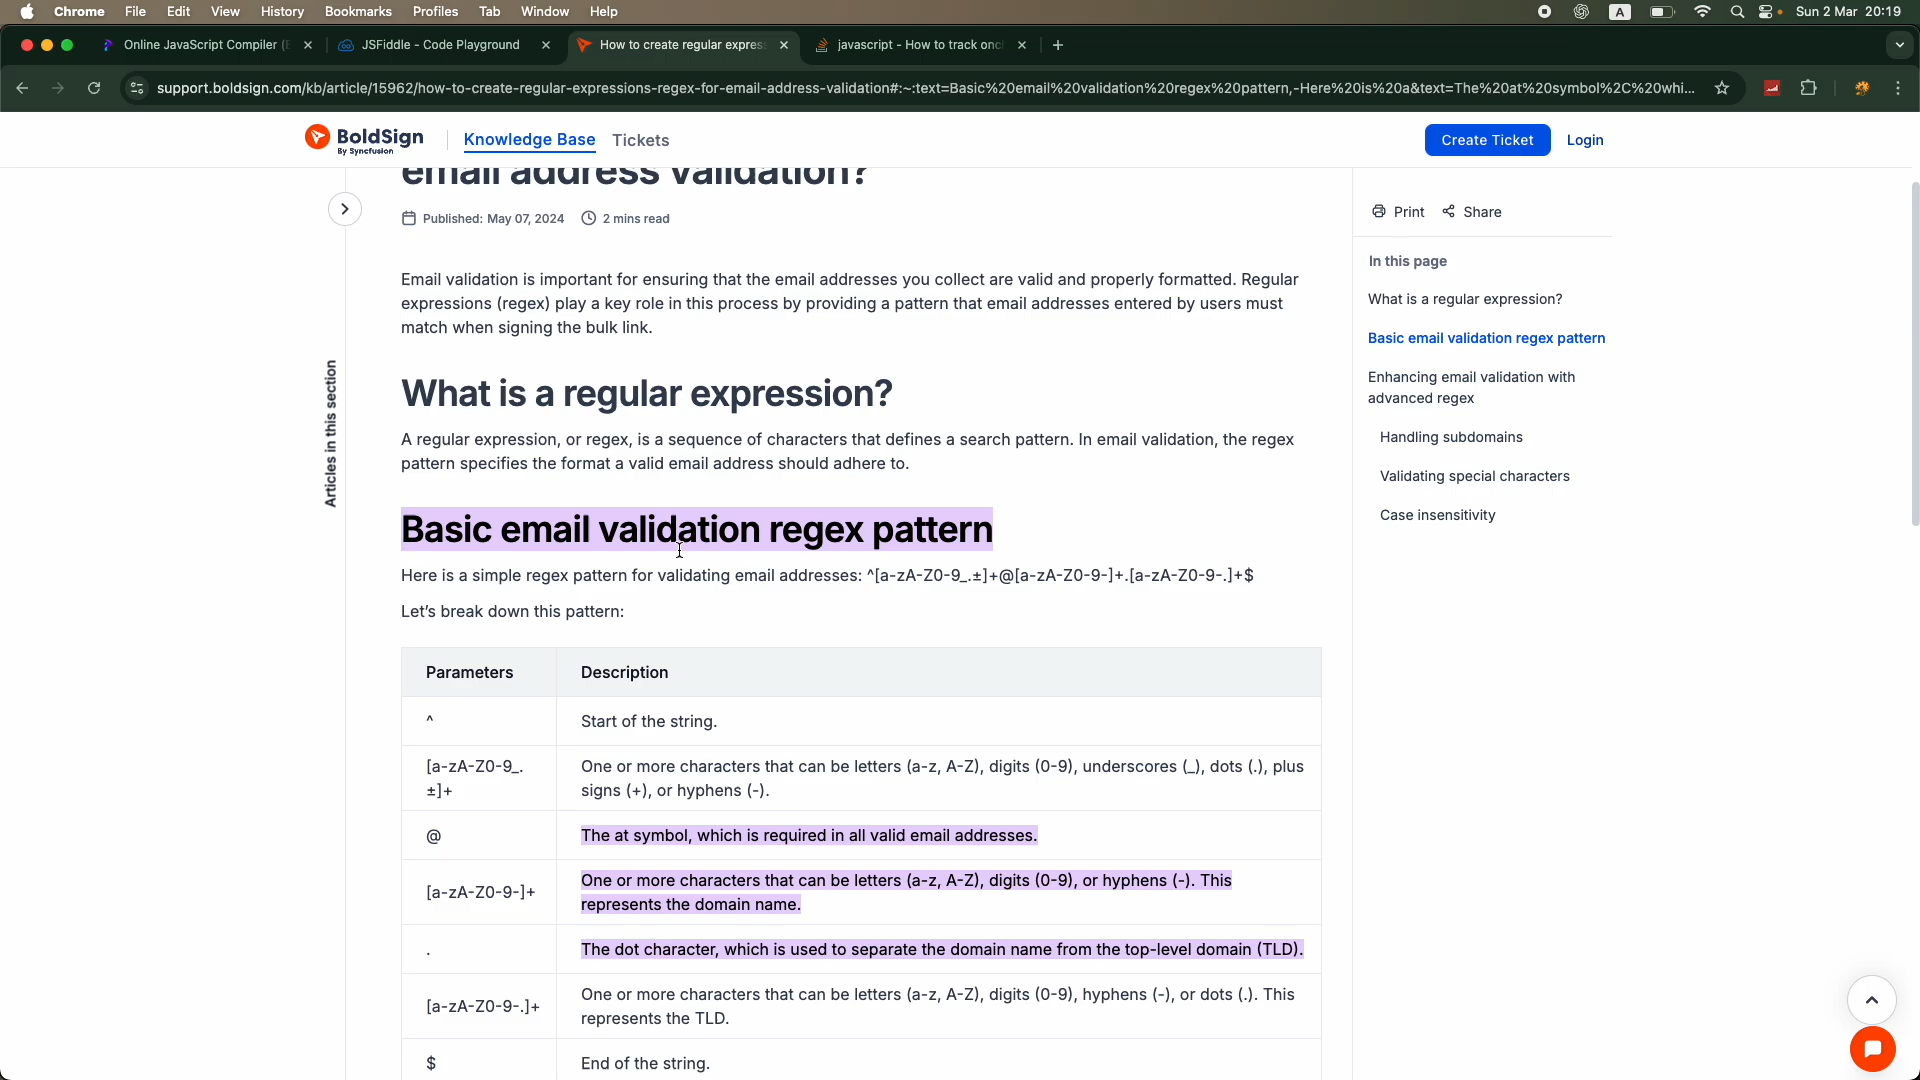 Chrome File Edit View History Bookmarks Profiles Tab Window Help
A Sun 2 Mar 20:19
Online JavaScript Compiler (E
JSFiddle - Code Playground
How to create regular express
javascript - How to track onc
support.boldsign.com/kb/article/15962/how-to-create-regular-expressions-regex-for-email-address-validation#:~:text=Basic%20email%20validation%20regex%20pattern,-Here%20is%20a&text=The%20at%20symbol%2C%20whi...
BoldSign
By Syncfusion
Knowledge Base
Tickets
Create Ticket
Login
email address validation?
Published: May 07, 2024
2 mins read
Print
Share
Articles in this section
Email validation is important for ensuring that the email addresses you collect are valid and properly formatted. Regular
expressions (regex) play a key role in this process by providing a pattern that email addresses entered by users must
match when signing the bulk link.
What is a regular expression?
A regular expression, or regex, is a sequence of characters that defines a search pattern. In email validation, the regex
pattern specifies the format a valid email address should adhere to.
Basic email validation regex pattern
Here is a simple regex pattern for validating email addresses: ^[a-zA-Z0-9_.±]+@[a-zA-Z0-9-]+.[a-zA-Z0-9-.]+$
Let's break down this pattern:
Parameters Description
^ Start of the string.
[a-zA-Z0-9_.
±]+
One or more characters that can be letters (a-z, A-Z), digits (0-9), underscores (_), dots (.), plus
signs (+), or hyphens (-).
@ The at symbol, which is required in all valid email addresses.
[a-zA-Z0-9-]+
One or more characters that can be letters (a-z, A-Z), digits (0-9), or hyphens (-). This
represents the domain name.
. The dot character, which is used to separate the domain name from the top-level domain (TLD).
[a-zA-Z0-9-.]+
One or more characters that can be letters (a-z, A-Z), digits (0-9), hyphens (-), or dots (.). This
represents the TLD.
$ End of the string.
In this page
What is a regular expression?
Basic email validation regex pattern
Enhancing email validation with
advanced regex
Handling subdomains
Validating special characters
Case insensitivity